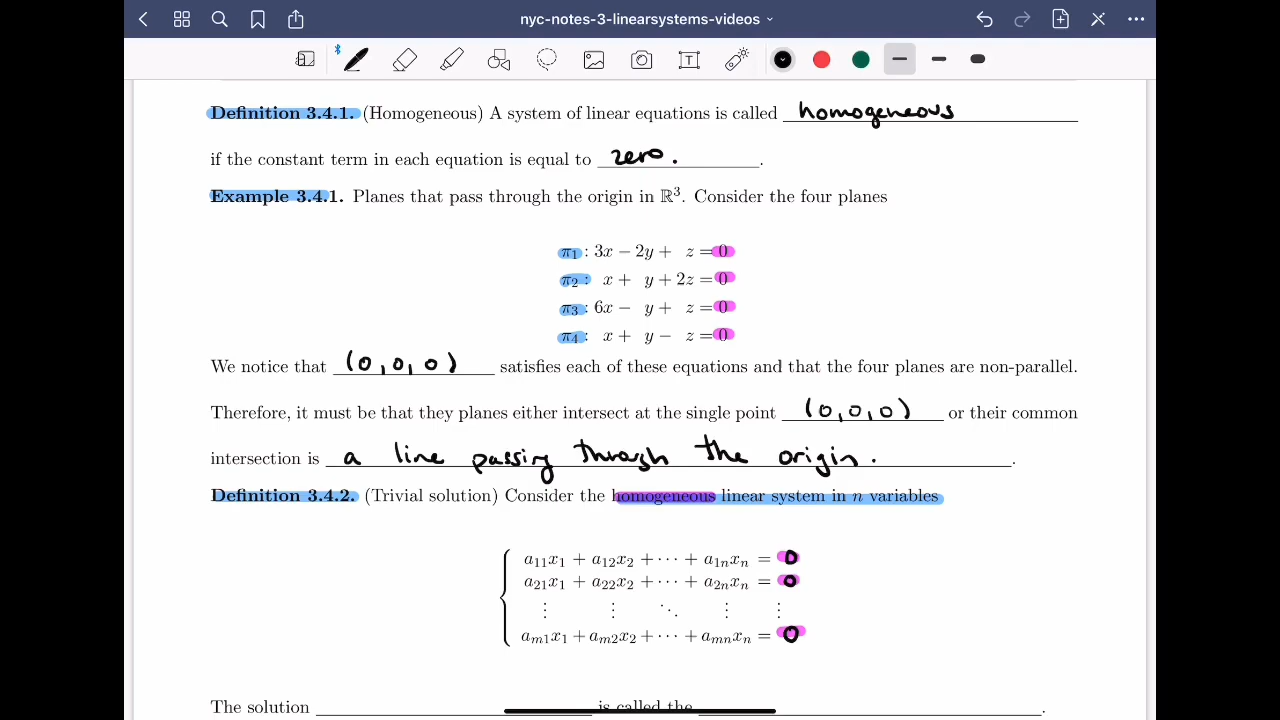 nyc-notes-3-linearsystems-videos
Definition 3.4.1. (Homogeneous) A system of linear equations is called homogeneous
if the constant term in each equation is equal to zero. .
Example 3.4.1. Planes that pass through the origin in ℝ³. Consider the four planes
π₁ : 3x − 2y + z = 0
π₂ : x + y + 2z = 0
π₃ : 6x − y + z = 0
π₄ : x + y − z = 0
We notice that (0,0,0) satisfies each of these equations and that the four planes are non-parallel.
Therefore, it must be that they planes either intersect at the single point (0,0,0) or their common
intersection is a line passing through the origin. .
Definition 3.4.2. (Trivial solution) Consider the homogeneous linear system in n variables
a₁₁x₁ + a₁₂x₂ + ⋯ + a₁ₙxₙ = 0
a₂₁x₁ + a₂₂x₂ + ⋯ + a₂ₙxₙ = 0
⋮ ⋮ ⋱ ⋮ ⋮
aₘ₁x₁ + aₘ₂x₂ + ⋯ + aₘₙxₙ = 0
The solution ____ is called the ____.